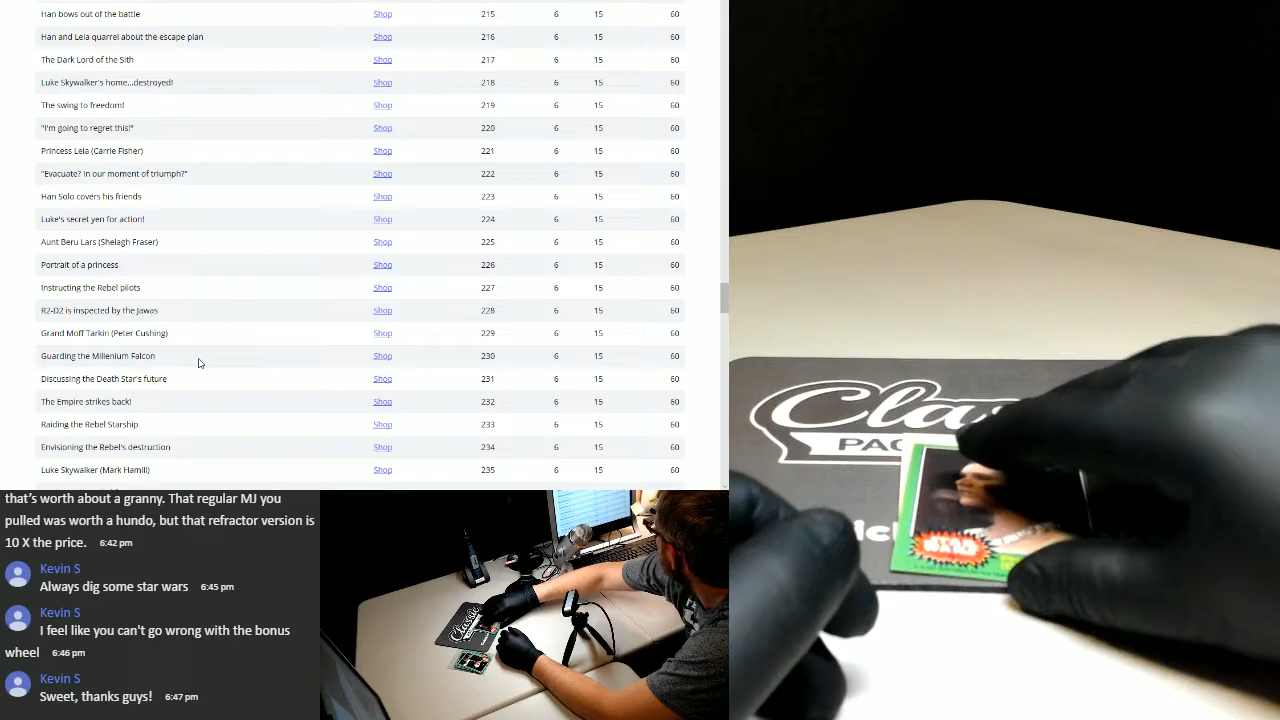 Han bows out of the battle Shop 215 6 15 60
Han and Leia quarrel about the escape plan Shop 216 6 15 60
The Dark Lord of the Sith Shop 217 6 15 60
Luke Skywalker's home...destroyed! Shop 218 6 15 60
The swing to freedom! Shop 219 6 15 60
"I'm going to regret this!" Shop 220 6 15 60
Princess Leia (Carrie Fisher) Shop 221 6 15 60
"Evacuate? In our moment of triumph?" Shop 222 6 15 60
Han Solo covers his friends Shop 223 6 15 60
Luke's secret yen for action! Shop 224 6 15 60
Aunt Beru Lars (Shelagh Fraser) Shop 225 6 15 60
Portrait of a princess Shop 226 6 15 60
Instructing the Rebel pilots Shop 227 6 15 60
R2-D2 is inspected by the Jawas Shop 228 6 15 60
Grand Moff Tarkin (Peter Cushing) Shop 229 6 15 60
Guarding the Millenium Falcon Shop 230 6 15 60
Discussing the Death Star's future Shop 231 6 15 60
The Empire strikes back! Shop 232 6 15 60
Raiding the Rebel Starship Shop 233 6 15 60
Envisioning the Rebel's destruction Shop 234 6 15 60
Luke Skywalker (Mark Hamill) Shop 235 6 15 60
that's worth about a granny. That regular MJ you
pulled was worth a hundo, but that refractor version is
10 X the price. 6:42 pm
Kevin S
Always dig some star wars 6:45 pm
Kevin S
I feel like you can't go wrong with the bonus
wheel 6:46 pm
Kevin S
Sweet, thanks guys! 6:47 pm
Clas
PAC
STAR
WARS
Classic